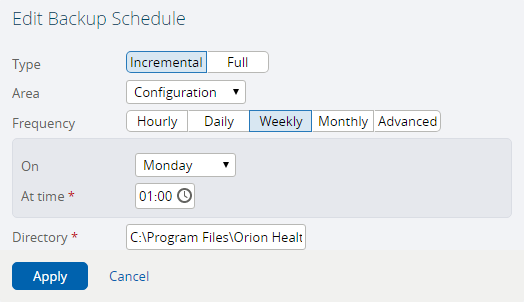 Edit Backup Schedule
Type Incremental Full
Area Configuration
Frequency Hourly Daily Weekly Monthly Advanced
On Monday
At time * 01:00
Directory * C:\Program Files\Orion Healt
Apply Cancel